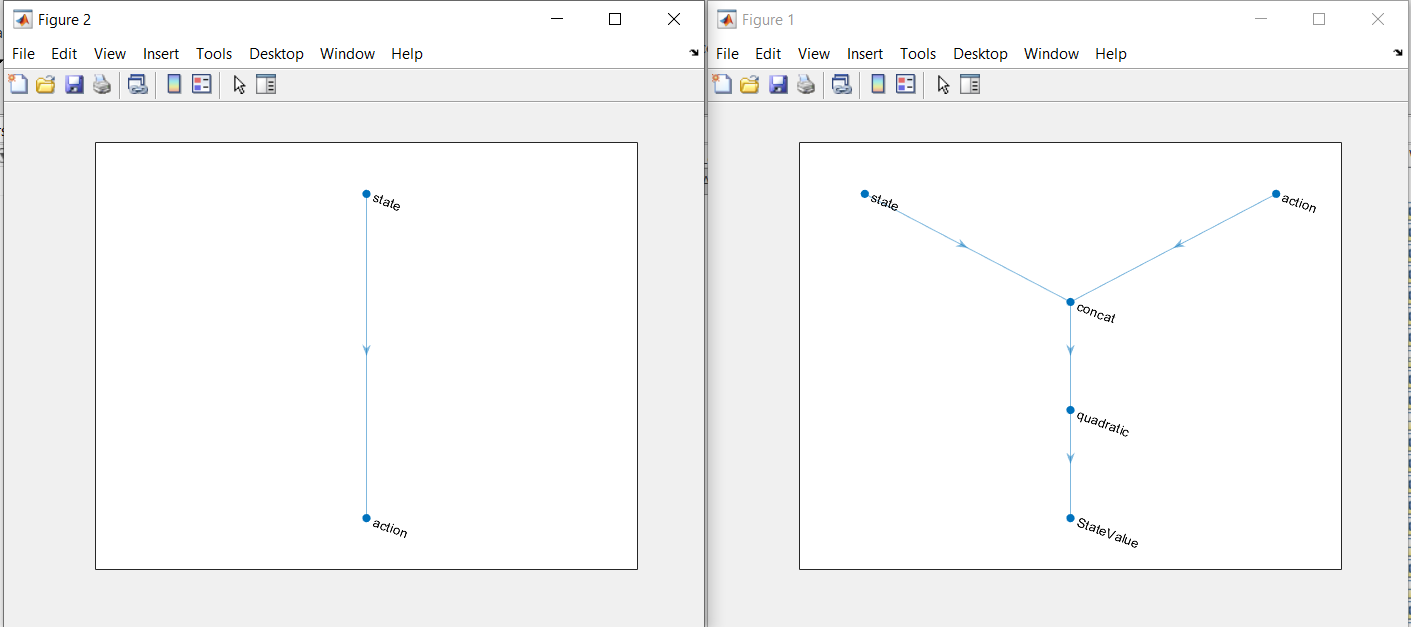 Figure 2
File Edit View Insert Tools Desktop Window Help
state
action
Figure 1
File Edit View Insert Tools Desktop Window Help
state
action
concat
quadratic
StateValue